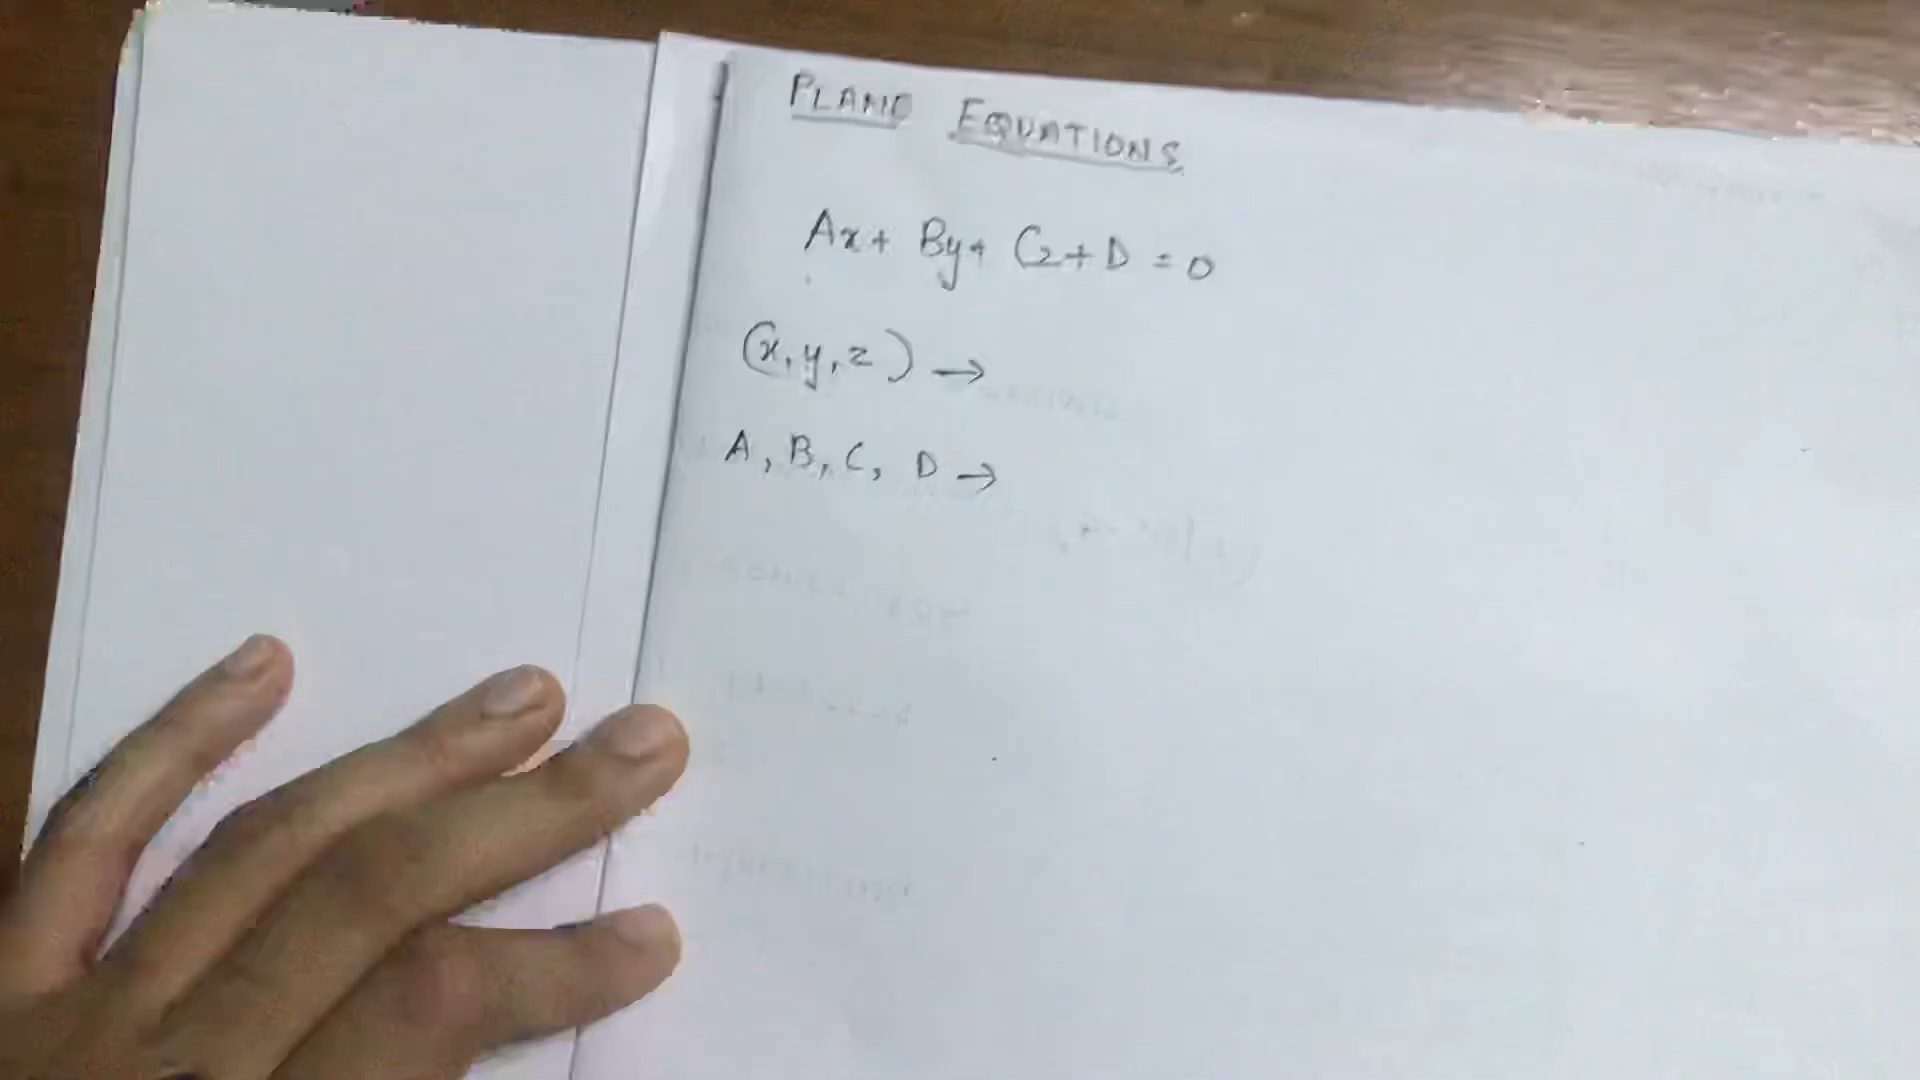 PLANE EQUATIONS
Ax + By + Cz + D = 0
(x, y, z) →
A, B, C, D →